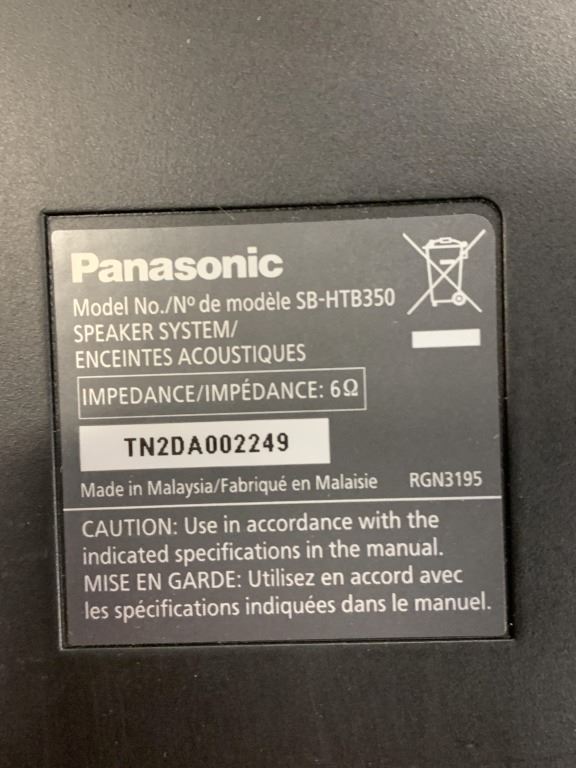 Panasonic
Model No./Nº de modèle SB-HTB350
SPEAKER SYSTEM/
ENCEINTES ACOUSTIQUES
IMPEDANCE/IMPÉDANCE: 6Ω
TN2DA002249
Made in Malaysia/Fabriqué en Malaisie RGN3195
CAUTION: Use in accordance with the
indicated specifications in the manual.
MISE EN GARDE: Utilisez en accord avec
les spécifications indiquées dans le manuel.